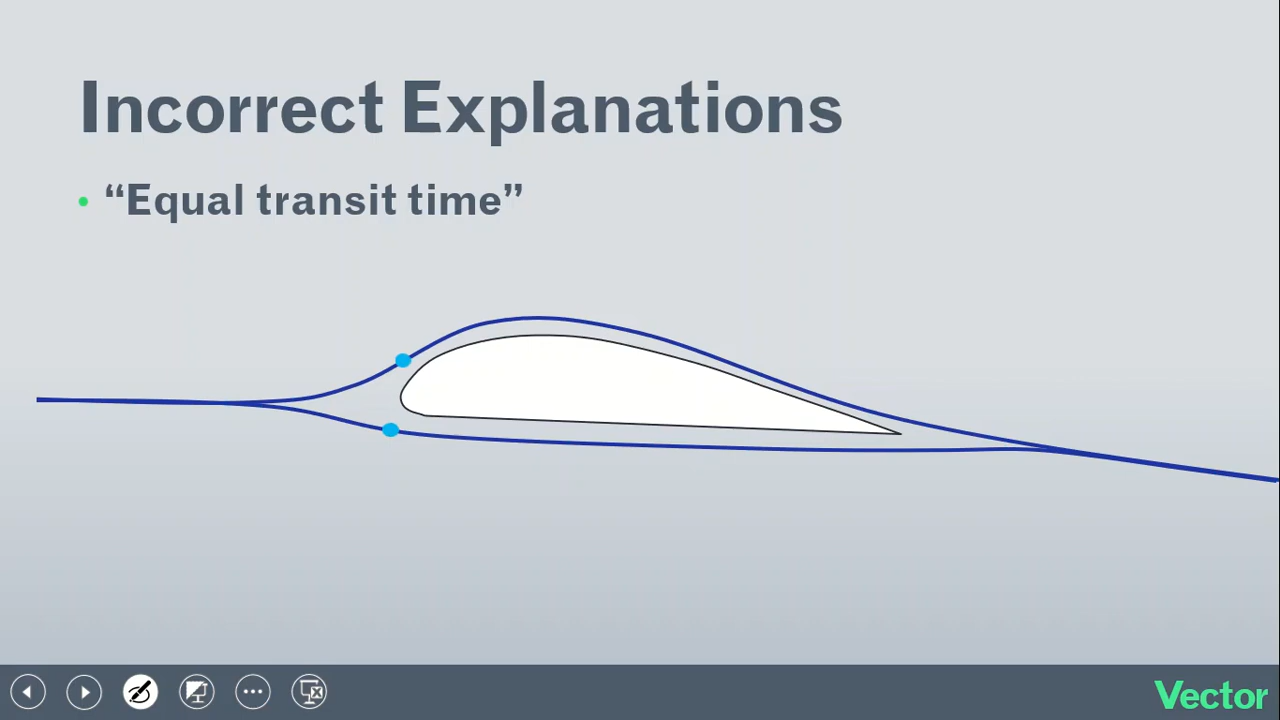 Incorrect Explanations
• “Equal transit time”
Vector